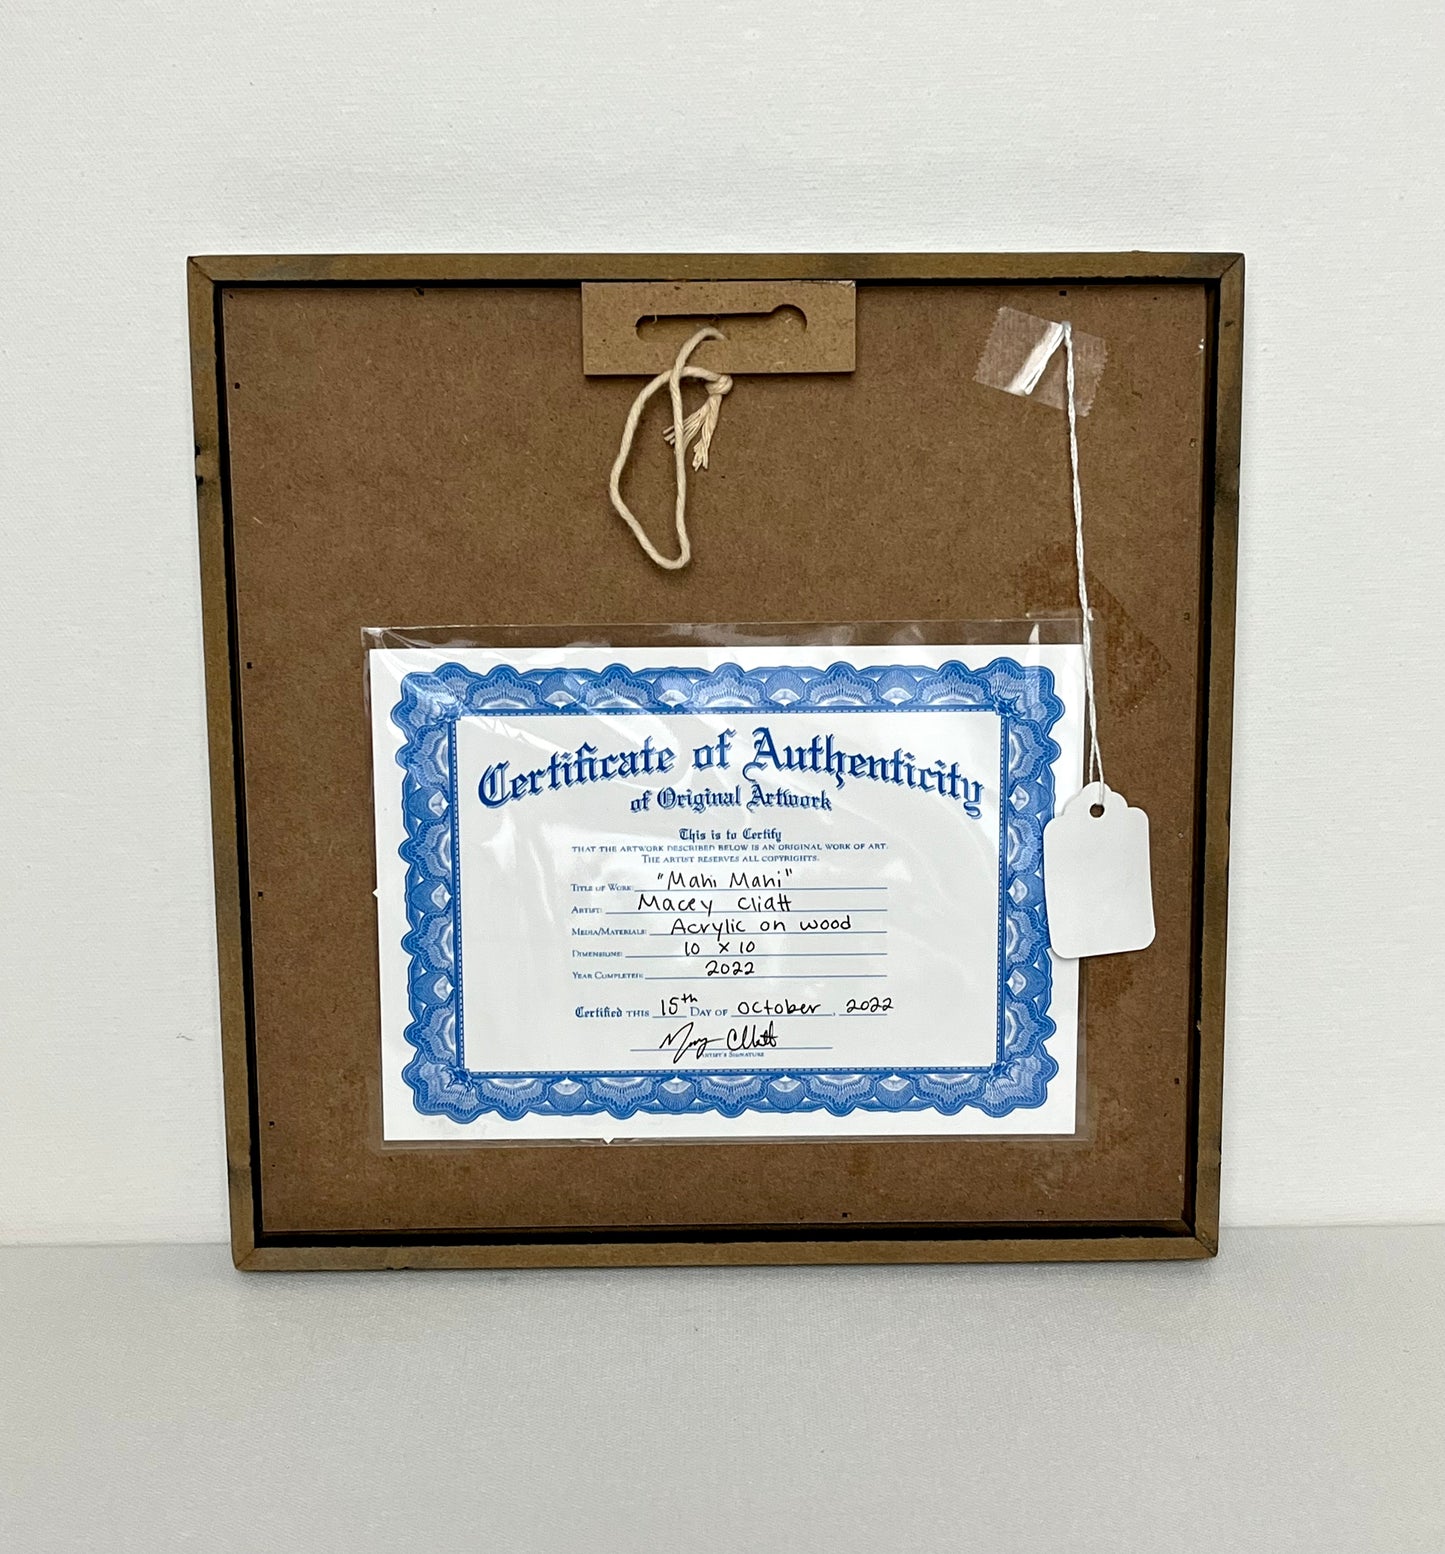 Certificate of Authenticity
of Original Artwork
This is to Certify
THAT THE ARTWORK DESCRIBED BELOW IS AN ORIGINAL WORK OF ART.
THE ARTIST RESERVES ALL COPYRIGHTS.
TITLE OF WORK: "Mahi Mahi"
ARTIST: Macey Cliatt
MEDIA/MATERIALS: Acrylic on wood
DIMENSIONS: 10 x 10
YEAR COMPLETED: 2022
Certified THIS 15th DAY OF October, 2022
Macey Cliatt
ARTIST'S SIGNATURE